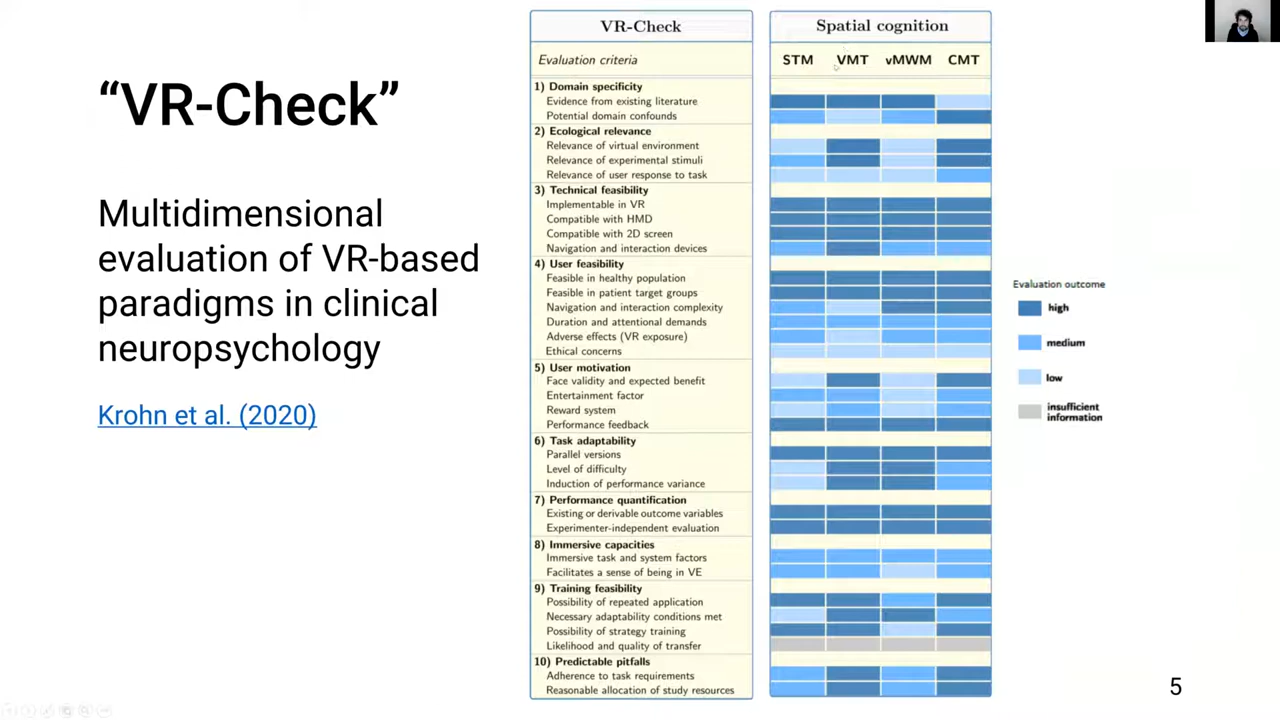 “VR-Check”
Multidimensional
evaluation of VR-based
paradigms in clinical
neuropsychology
Krohn et al. (2020)
VR-Check
Evaluation criteria
1) Domain specificity
Evidence from existing literature
Potential domain confounds
2) Ecological relevance
Relevance of virtual environment
Relevance of experimental stimuli
Relevance of user response to task
3) Technical feasibility
Implementable in VR
Compatible with HMD
Compatible with 2D screen
Navigation and interaction devices
4) User feasibility
Feasible in healthy population
Feasible in patient target groups
Navigation and interaction complexity
Duration and attentional demands
Adverse effects (VR exposure)
Ethical concerns
5) User motivation
Face validity and expected benefit
Entertainment factor
Reward system
Performance feedback
6) Task adaptability
Parallel versions
Level of difficulty
Induction of performance variance
7) Performance quantification
Existing or derivable outcome variables
Experimenter-independent evaluation
8) Immersive capacities
Immersive task and system factors
Facilitates a sense of being in VE
9) Training feasibility
Possibility of repeated application
Necessary adaptability conditions met
Possibility of strategy training
Likelihood and quality of transfer
10) Predictable pitfalls
Adherence to task requirements
Reasonable allocation of study resources
Spatial cognition
STM VMT vMWM CMT
Evaluation outcome
high
medium
low
insufficient
information
5